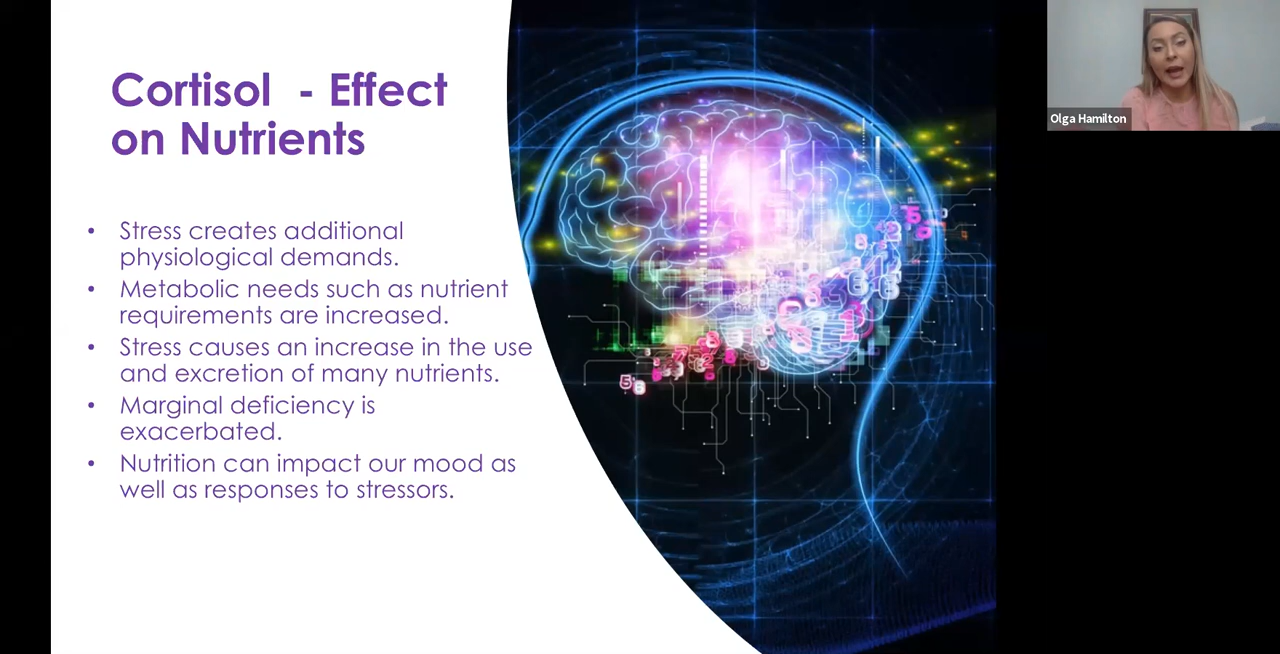 Cortisol - Effect
on Nutrients
• Stress creates additional
physiological demands.
• Metabolic needs such as nutrient
requirements are increased.
• Stress causes an increase in the use
and excretion of many nutrients.
• Marginal deficiency is
exacerbated.
• Nutrition can impact our mood as
well as responses to stressors.
Olga Hamilton